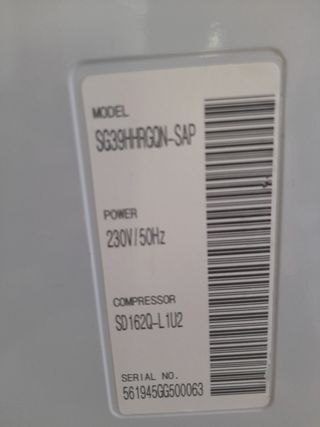 MODEL
SG39HHRGQN-SAP
POWER
230V/50Hz
COMPRESSOR
SD162Q-L1U2
SERIAL NO.
561945GG500063